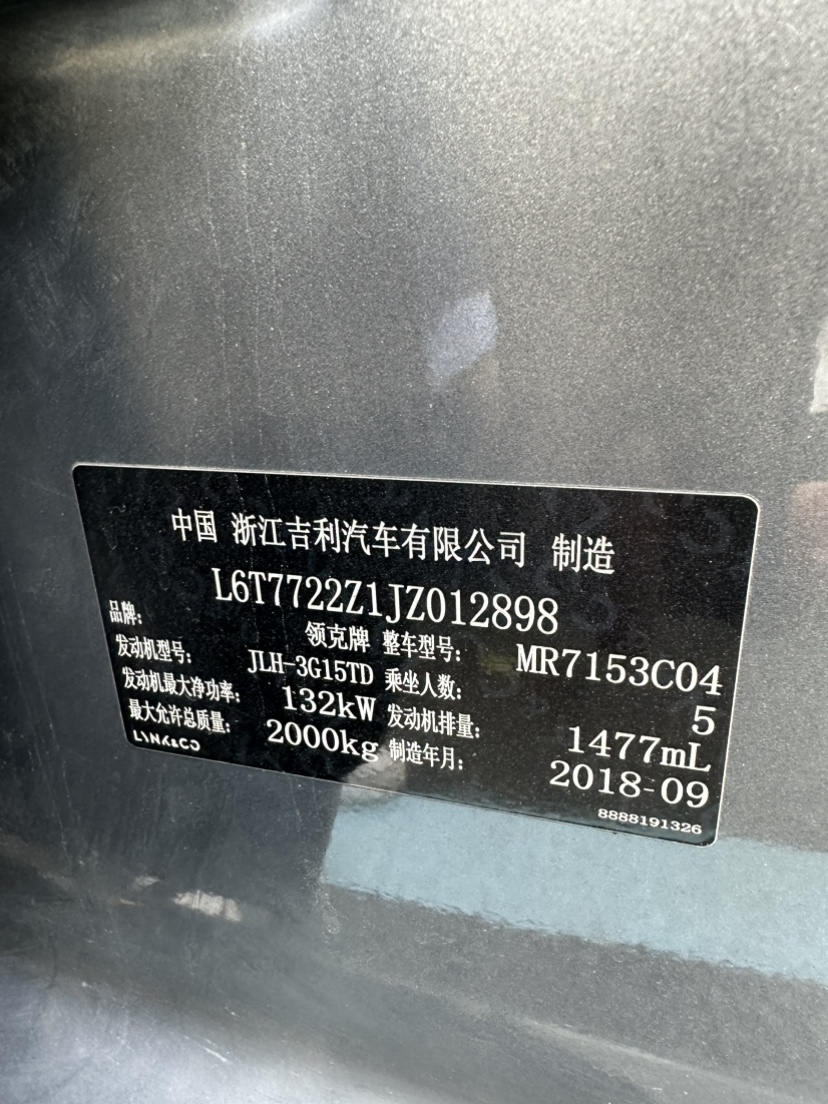 中国 浙江吉利汽车有限公司 制造
L6T7722Z1JZ012898
品牌: 领克牌 整车型号: MR7153C04
发动机型号: JLH-3G15TD 乘坐人数: 5
发动机最大净功率: 132kW 发动机排量: 1477mL
最大允许总质量: 2000kg 制造年月: 2018-09
LYNK&CO
8888191326